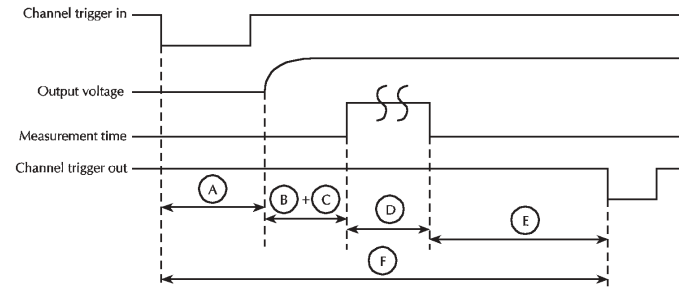 Channel trigger in
Output voltage
Measurement time
Channel trigger out
A
B + C
D
E
F